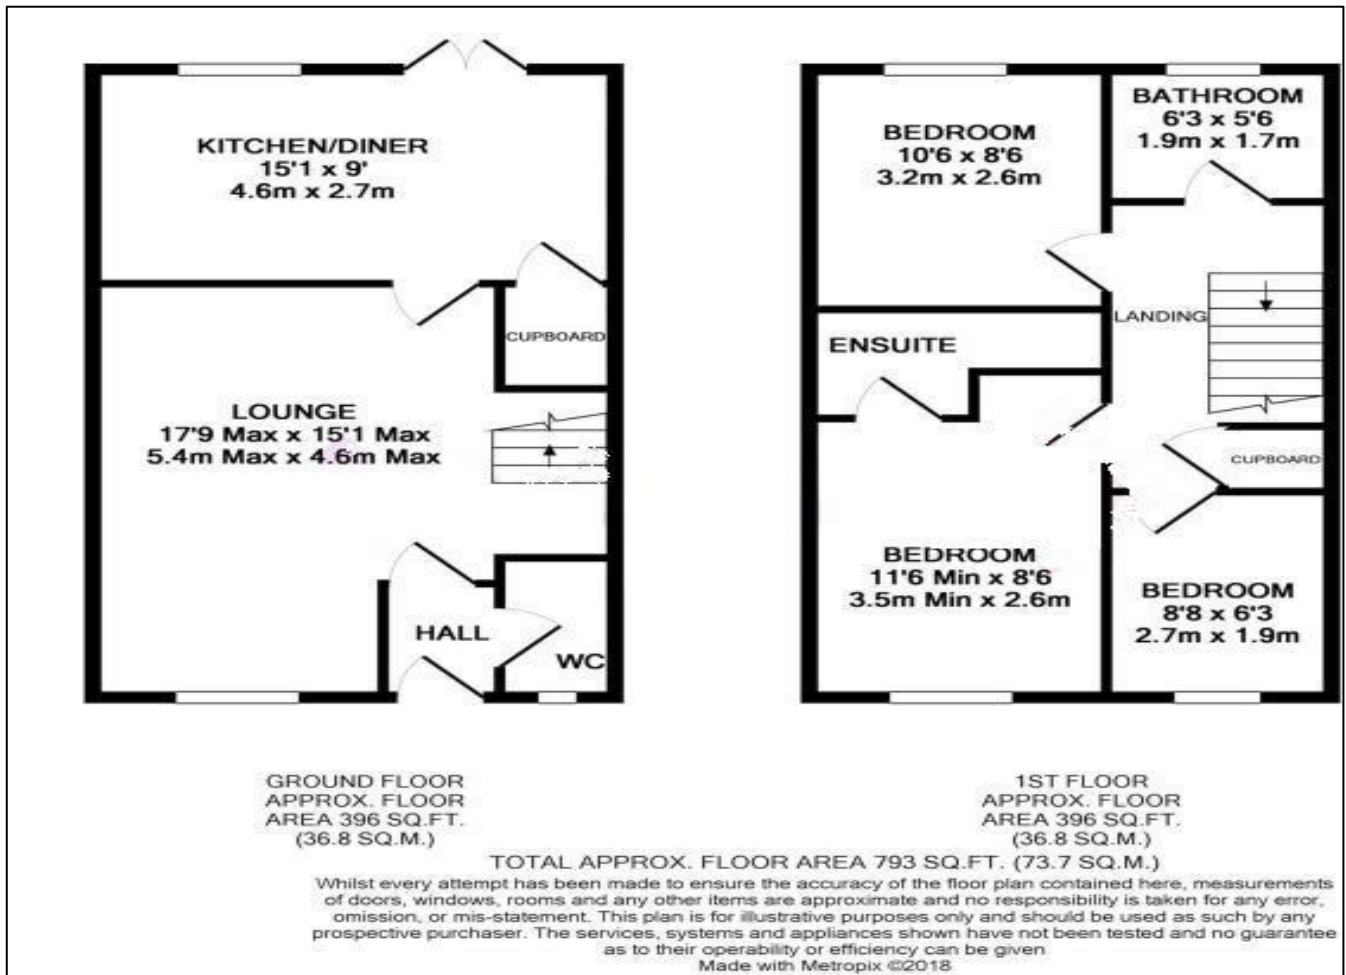 KITCHEN/DINER
15'1 x 9'
4.6m x 2.7m
CUPBOARD
LOUNGE
17'9 Max x 15'1 Max
5.4m Max x 4.6m Max
HALL
WC
BEDROOM
10'6 x 8'6
3.2m x 2.6m
BATHROOM
6'3 x 5'6
1.9m x 1.7m
LANDING
ENSUITE
CUPBOARD
BEDROOM
11'6 Min x 8'6
3.5m Min x 2.6m
BEDROOM
8'8 x 6'3
2.7m x 1.9m
GROUND FLOOR
APPROX. FLOOR
AREA 396 SQ.FT.
(36.8 SQ.M.)
1ST FLOOR
APPROX. FLOOR
AREA 396 SQ.FT.
(36.8 SQ.M.)
TOTAL APPROX. FLOOR AREA 793 SQ.FT. (73.7 SQ.M.)
Whilst every attempt has been made to ensure the accuracy of the floor plan contained here, measurements
of doors, windows, rooms and any other items are approximate and no responsibility is taken for any error,
omission, or mis-statement. This plan is for illustrative purposes only and should be used as such by any
prospective purchaser. The services, systems and appliances shown have not been tested and no guarantee
as to their operability or efficiency can be given
Made with Metropix ©2018